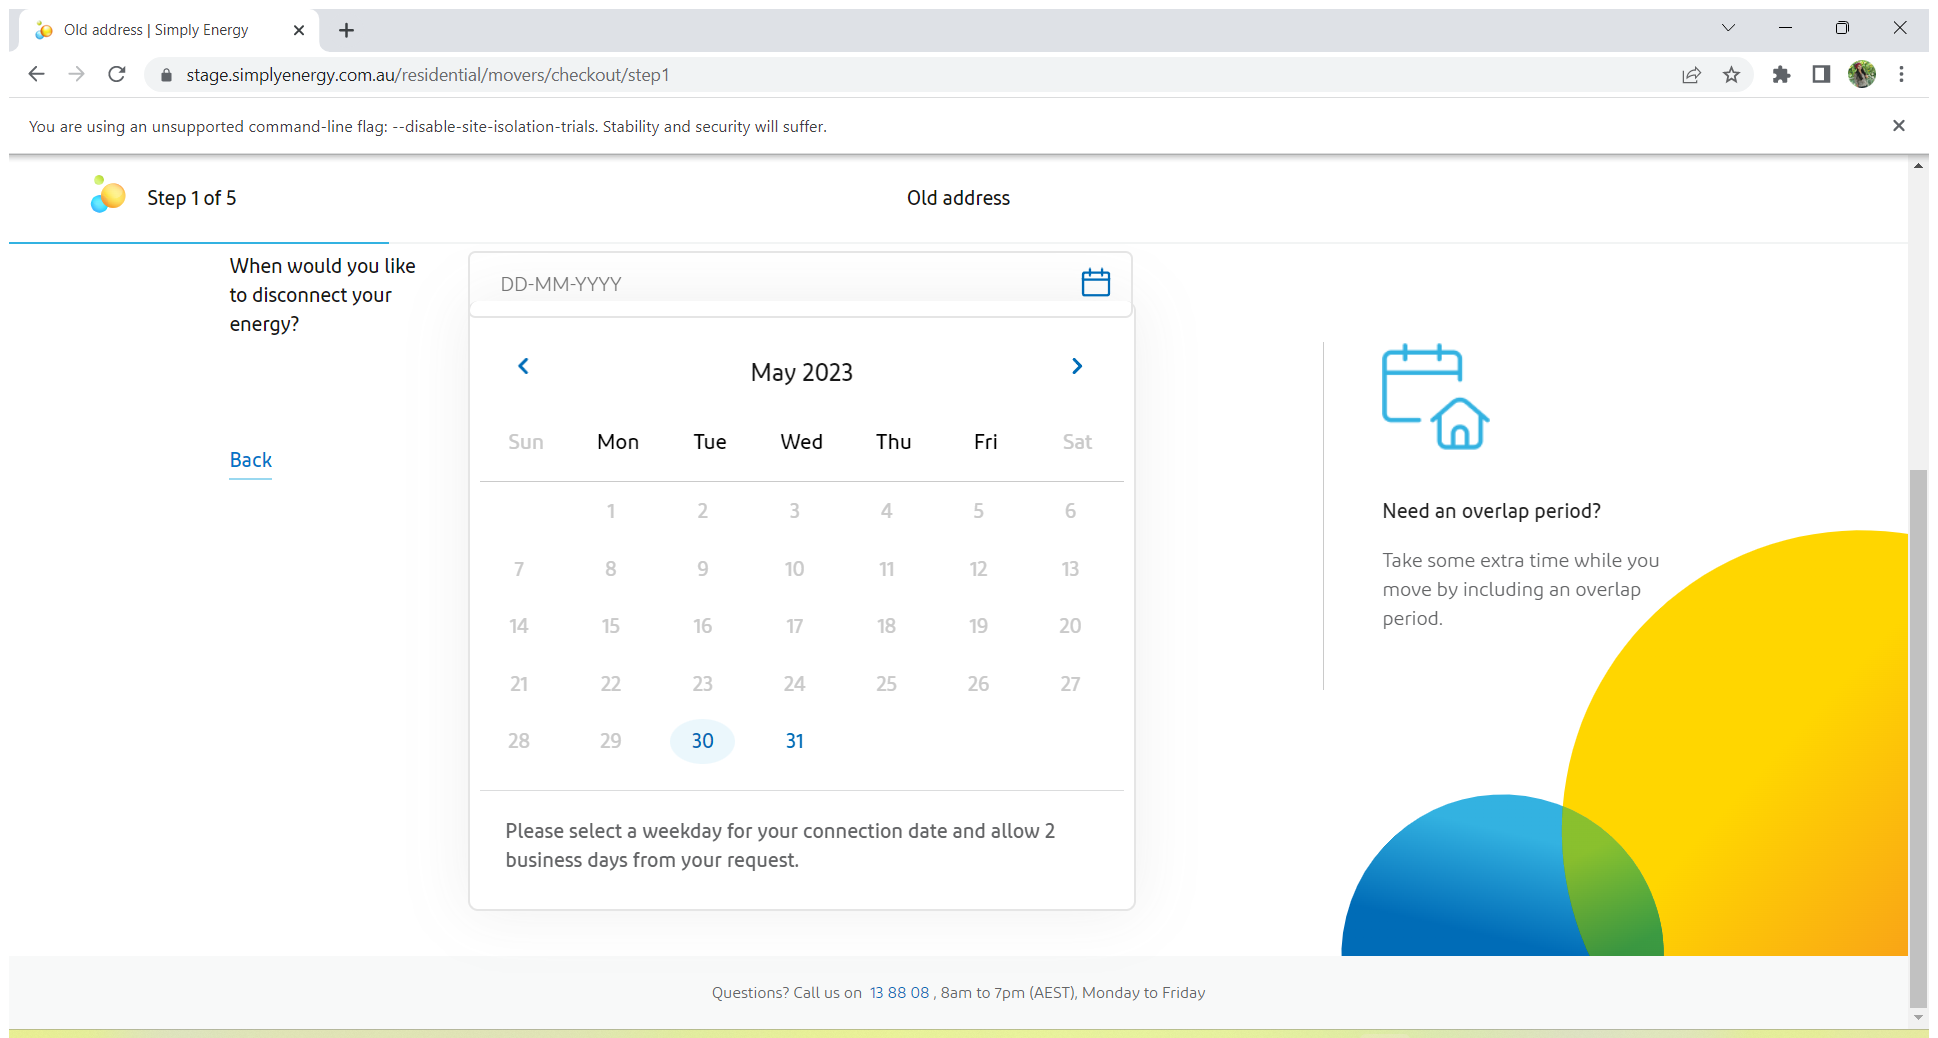 Old address | Simply Energy
stage.simplyenergy.com.au/residential/movers/checkout/step1
You are using an unsupported command-line flag: --disable-site-isolation-trials. Stability and security will suffer.
Step 1 of 5
Old address
When would you like
to disconnect your
energy?
Back
DD-MM-YYYY
May 2023
Sun Mon Tue Wed Thu Fri Sat
1 2 3 4 5 6
7 8 9 10 11 12 13
14 15 16 17 18 19 20
21 22 23 24 25 26 27
28 29 30 31
Please select a weekday for your connection date and allow 2
business days from your request.
Need an overlap period?
Take some extra time while you
move by including an overlap
period.
Questions? Call us on 13 88 08 , 8am to 7pm (AEST), Monday to Friday